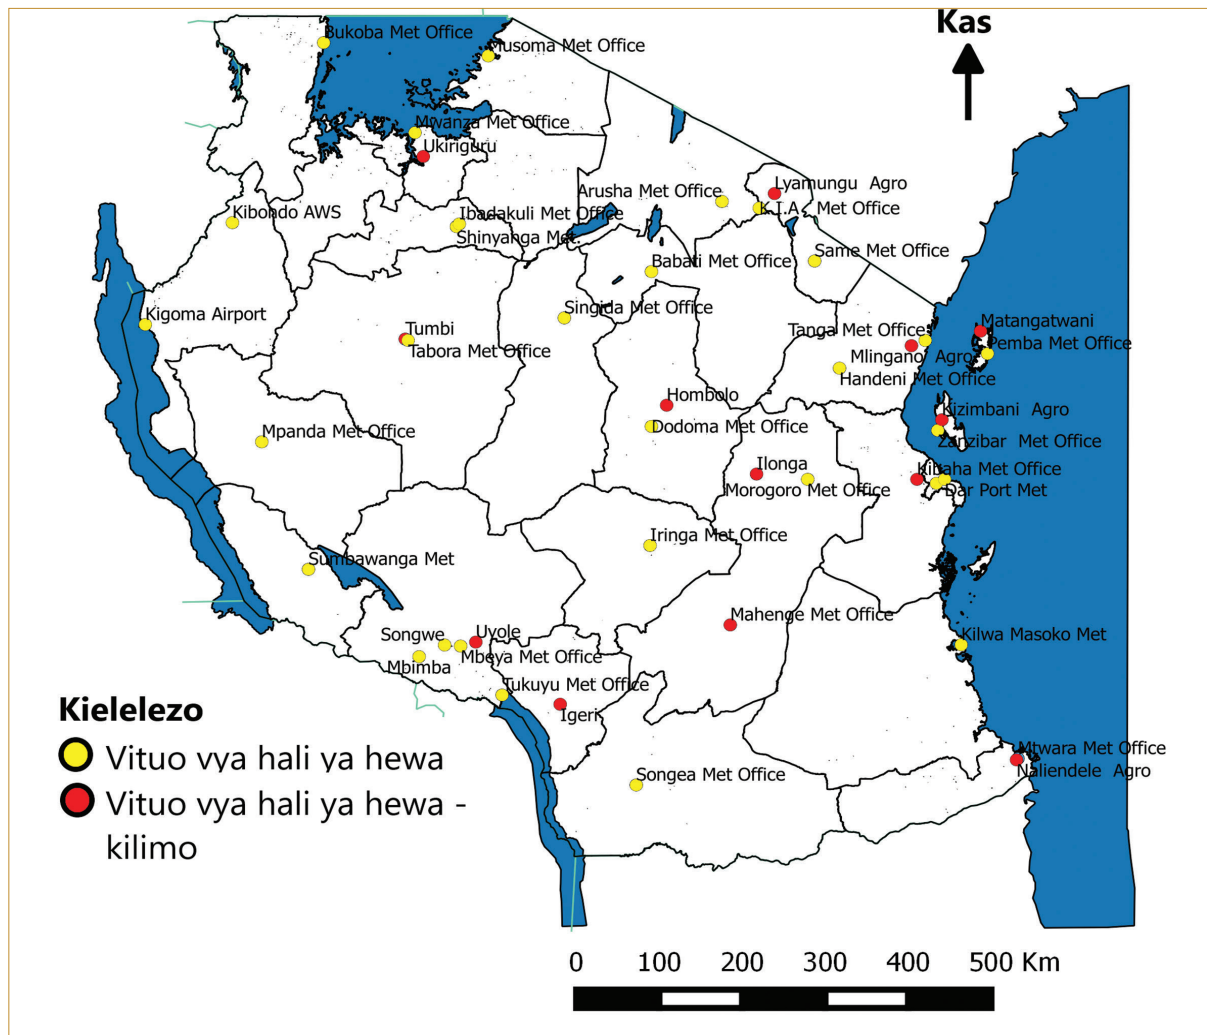 Kas
Bukoba Met Office
Musoma Met Office
Mwanza Met Office
Ukiriguru
Lyamungu Agro
Arusha Met Office
K.I.A. Met Office
Kibondo AWS
Ibadakuli Met Office
Shinyanga Met.
Same Met Office
Babati Met Office
Singida Met Office
Kigoma Airport
Tumbi
Tabora Met Office
Tanga Met Office
Matangatwani
Pemba Met Office
Mlingano Agro
Handeni Met Office
Hombolo
Kizimbani Agro
Dodoma Met Office
Mpanda Met Office
Zanzibar Met Office
Ilonga
Kibaha Met Office
Morogoro Met Office
Dar Port Met
Iringa Met Office
Sumbawanga Met
Mahenge Met Office
Songwe
Uyole
Kilwa Masoko Met
Mbeya Met Office
Mbimba
Tukuyu Met Office
Igeri
Mtwara Met Office
Naliendele Agro
Songea Met Office
Kielelezo
Vituo vya hali ya hewa
Vituo vya hali ya hewa -
kilimo
0 100 200 300 400 500 Km